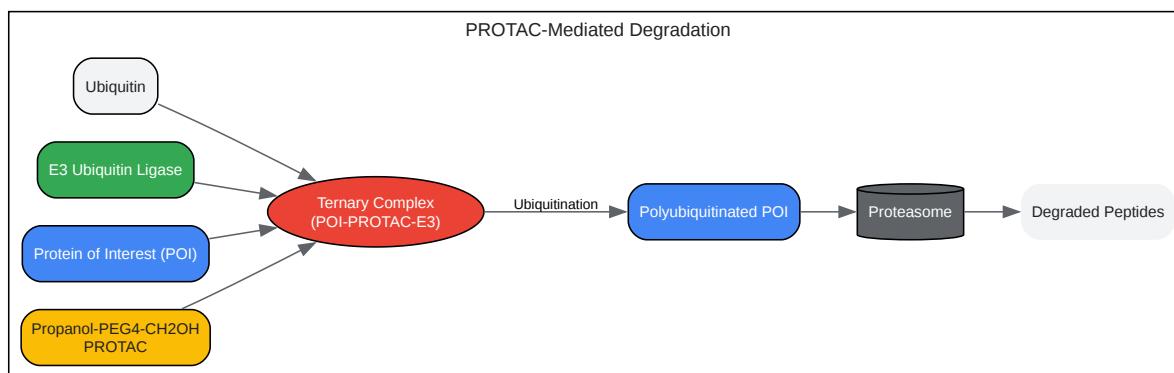 PROTAC-Mediated Degradation
Ubiquitin
E3 Ubiquitin Ligase
Protein of Interest (POI)
Propanol-PEG4-CH2OH
PROTAC
Ternary Complex
(POI-PROTAC-E3)
Ubiquitination
Polyubiquitinated POI
Proteasome
Degraded Peptides